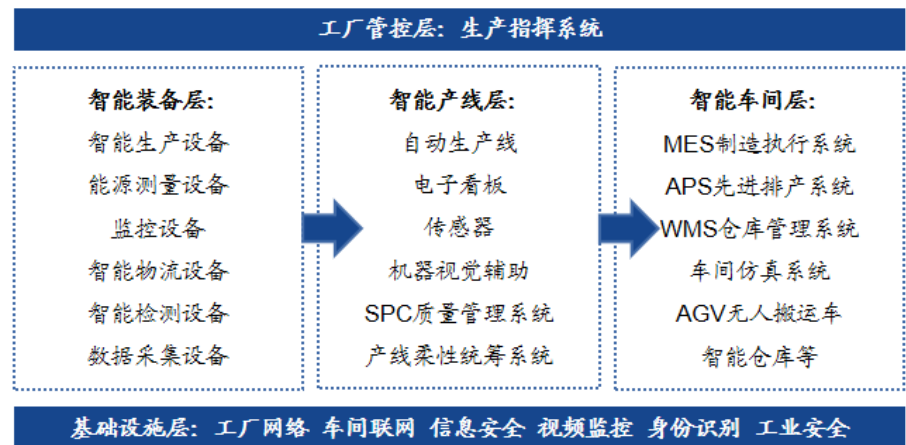 工厂管控层：生产指挥系统
智能装备层：
智能生产设备
能源测量设备
监控设备
智能物流设备
智能检测设备
数据采集设备
智能产线层：
自动生产线
电子看板
传感器
机器视觉辅助
SPC质量管理系统
产线柔性统筹系统
智能车间层：
MES制造执行系统
APS先进排产系统
WMS仓库管理系统
车间仿真系统
AGV无人搬运车
智能仓库等
基础设施层：工厂网络 车间联网 信息安全 视频监控 身份识别 工业安全